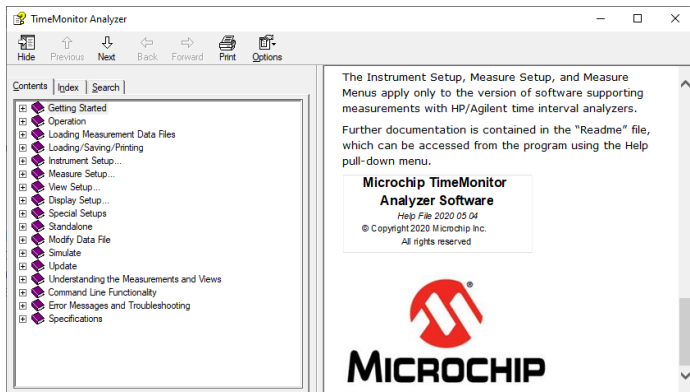 TimeMonitor Analyzer
Hide Previous Next Back Forward Print Options
Contents Index Search
Getting Started
Operation
Loading Measurement Data Files
Loading/Saving/Printing
Instrument Setup...
Measure Setup...
View Setup...
Display Setup...
Special Setups
Standalone
Modify Data File
Simulate
Update
Understanding the Measurements and Views
Command Line Functionality
Error Messages and Troubleshooting
Specifications
The Instrument Setup, Measure Setup, and Measure
Menus apply only to the version of software supporting
measurements with HP/Agilent time interval analyzers.
Further documentation is contained in the “Readme” file,
which can be accessed from the program using the Help
pull-down menu.
Microchip TimeMonitor
Analyzer Software
Help File 2020 05 04
© Copyright 2020 Microchip Inc.
All rights reserved
®
MICROCHIP